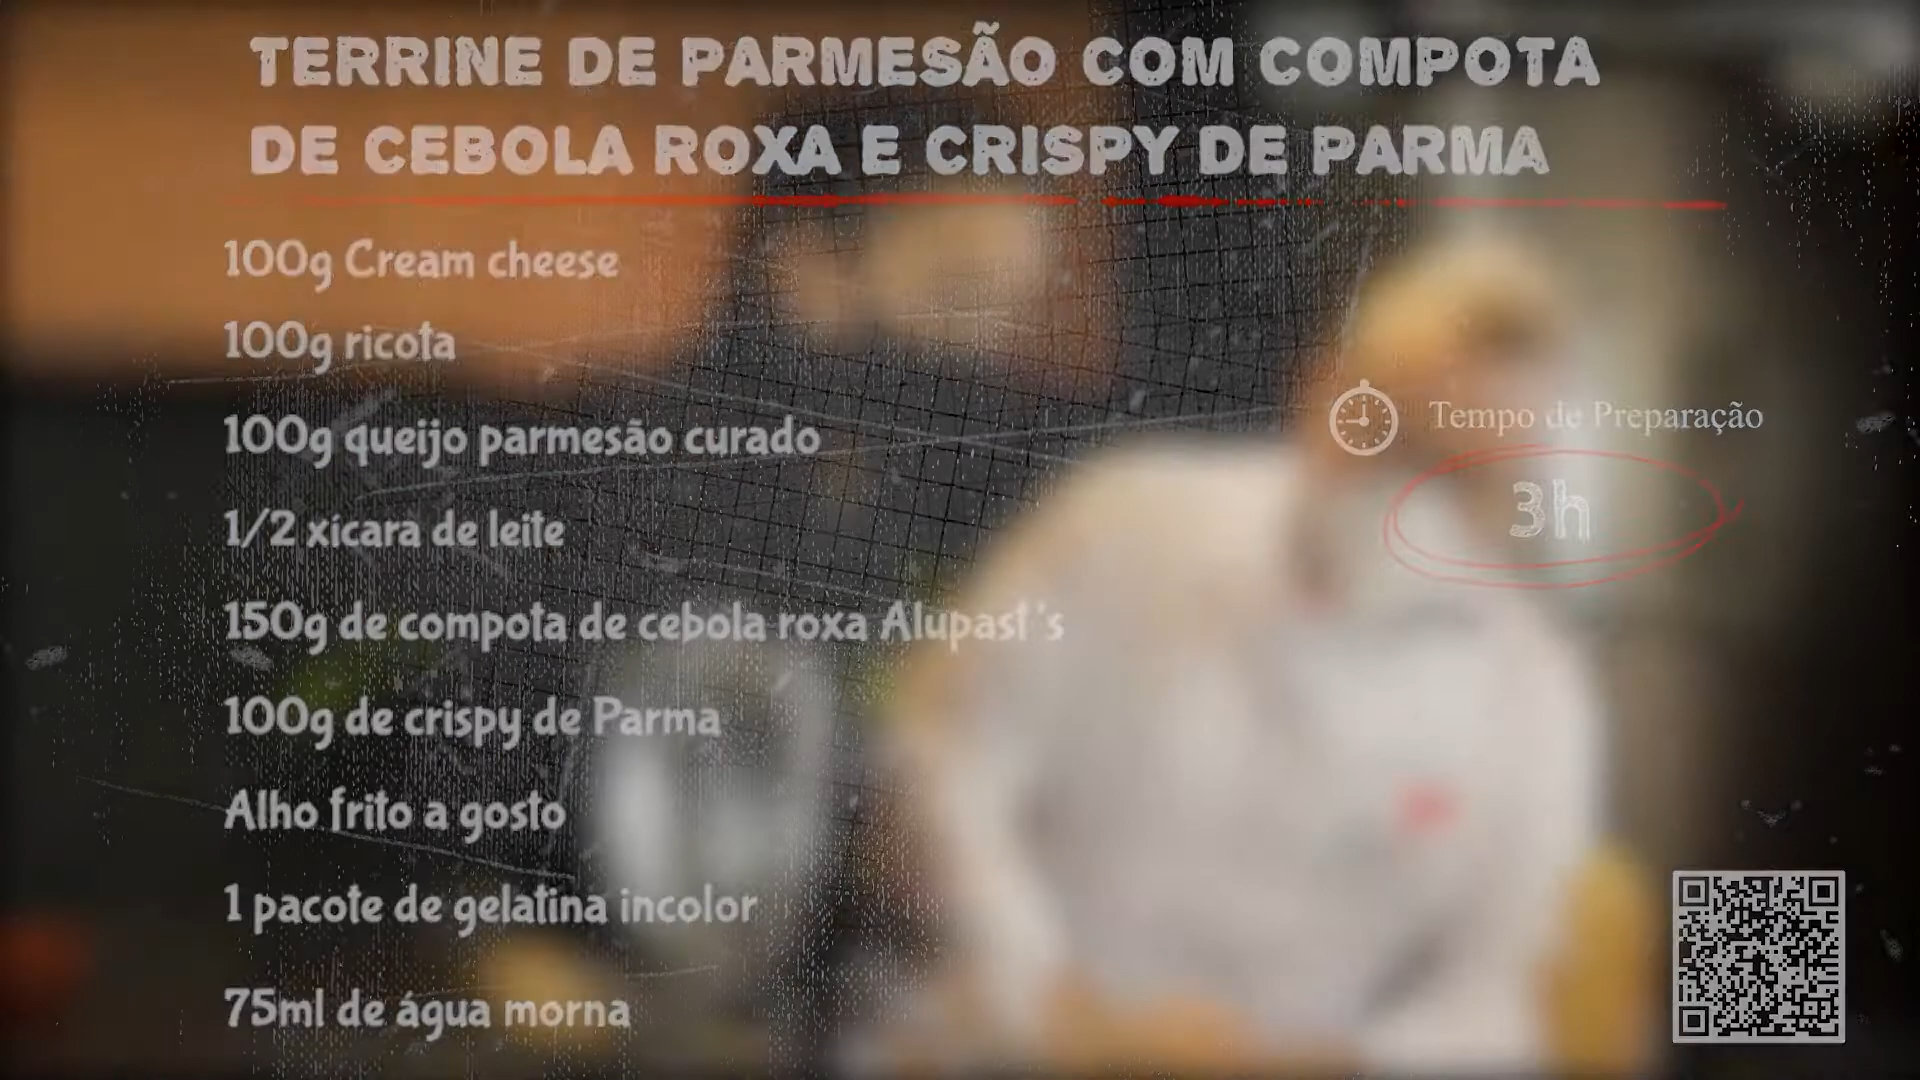 TERRINE DE PARMESÃO COM COMPOTA
DE CEBOLA ROXA E CRISPY DE PARMA
100g Cream cheese
100g ricota
100g queijo parmesão curado
1/2 xícara de leite
150g de compota de cebola roxa Alupast's
100g de crispy de Parma
Alho frito a gosto
1 pacote de gelatina incolor
75ml de água morna
Tempo de Preparação
3h